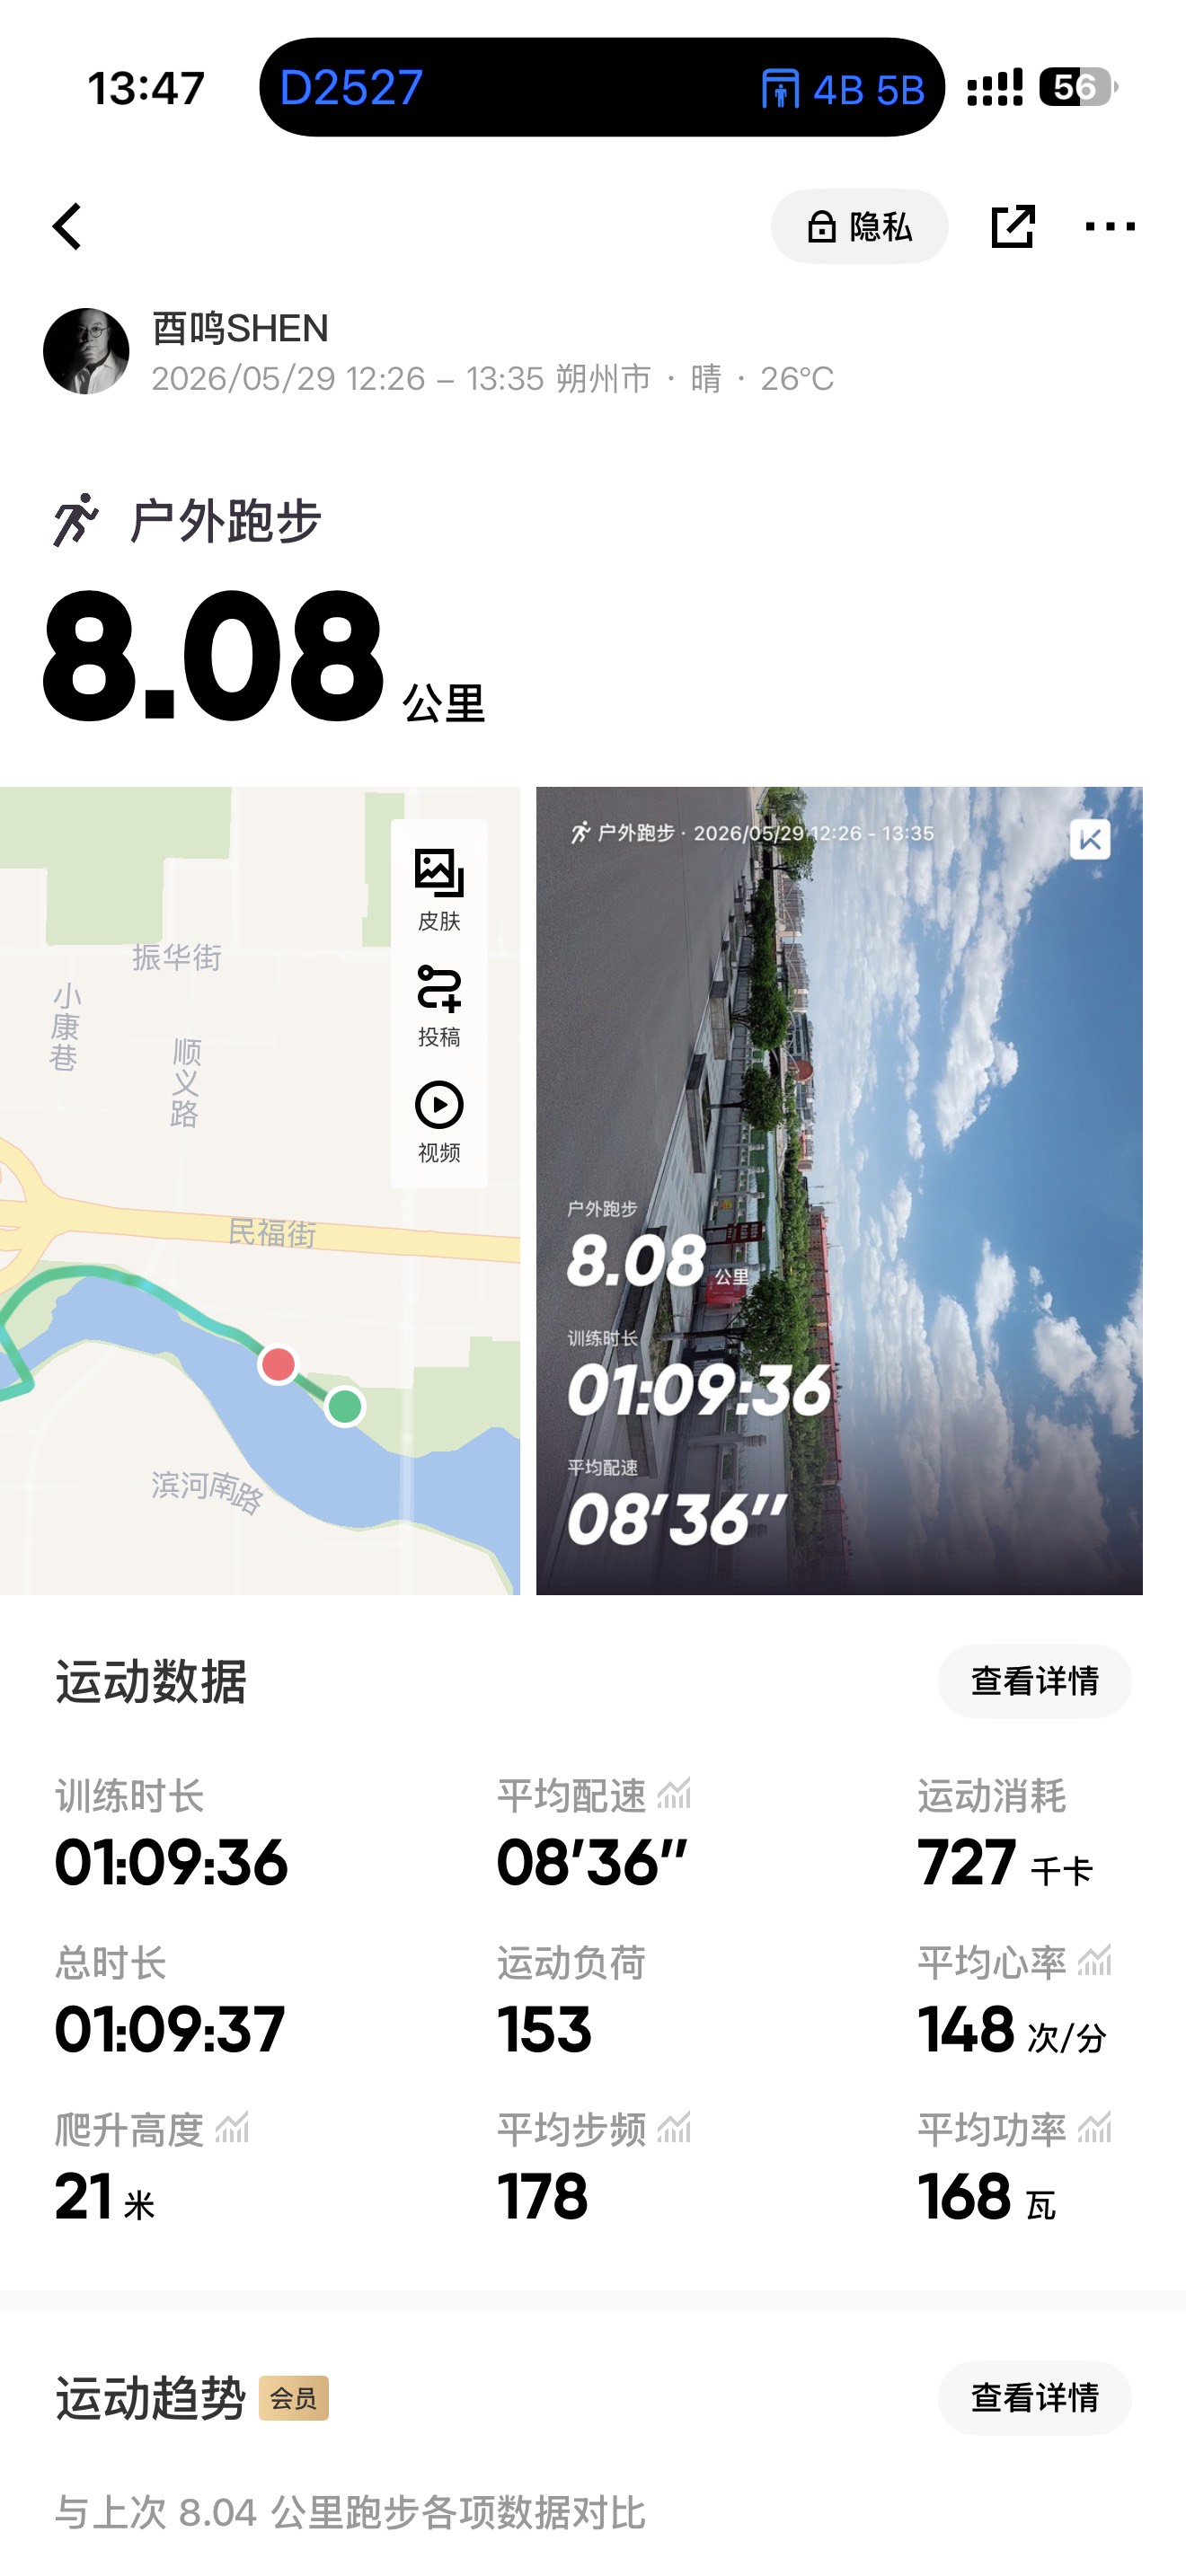 13:47
D2527
4B 5B
56
隐私
酉鸣SHEN
2026/05/29 12:26 – 13:35 朔州市 · 晴 · 26°C
户外跑步
8.08 公里
振华街
小康巷
顺义路
民福街
滨河南路
皮肤
投稿
视频
户外跑步 · 2026/05/29 12:26 - 13:35
户外跑步
8.08 公里
训练时长
01:09:36
平均配速
08'36''
运动数据
查看详情
训练时长
平均配速
运动消耗
01:09:36
08'36''
727 千卡
总时长
运动负荷
平均心率
01:09:37
153
148 次/分
爬升高度
平均步频
平均功率
21 米
178
168 瓦
运动趋势 会员
查看详情
与上次 8.04 公里跑步各项数据对比